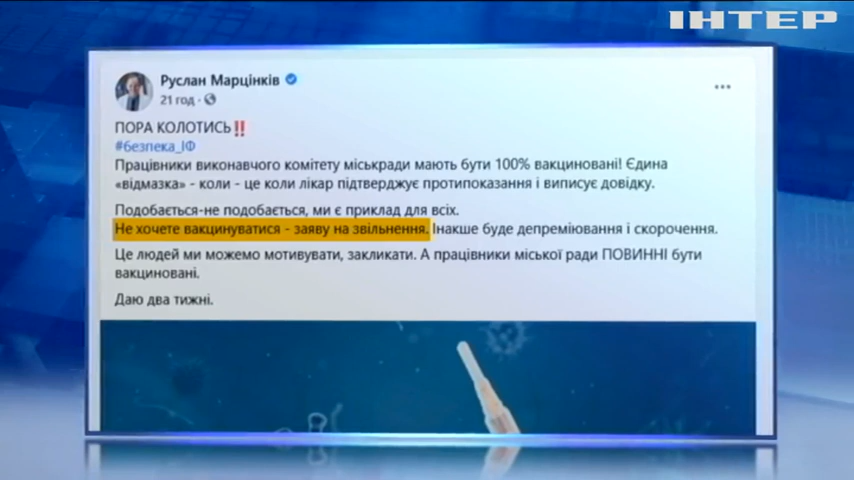 ІНТЕР
Руслан Марцінків
21 год ·
ПОРА КОЛОТИСЬ‼
#безпека_ІФ
Працівники виконавчого комітету міськради мають бути 100% вакциновані! Єдина
«відмазка» - коли - це коли лікар підтверджує протипоказання і виписує довідку.
Подобається-не подобається, ми є приклад для всіх.
Не хочете вакцинуватися - заяву на звільнення. Інакше буде депреміювання і скорочення.
Це людей ми можемо мотивувати, закликати. А працівники міської ради ПОВИННІ бути
вакциновані.
Даю два тижні.